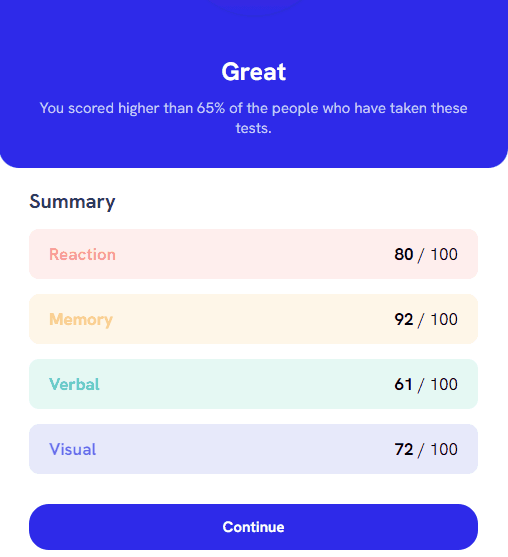 Great
You scored higher than 65% of the people who have taken these
tests.
Summary
Reaction 80 / 100
Memory 92 / 100
Verbal 61 / 100
Visual 72 / 100
Continue